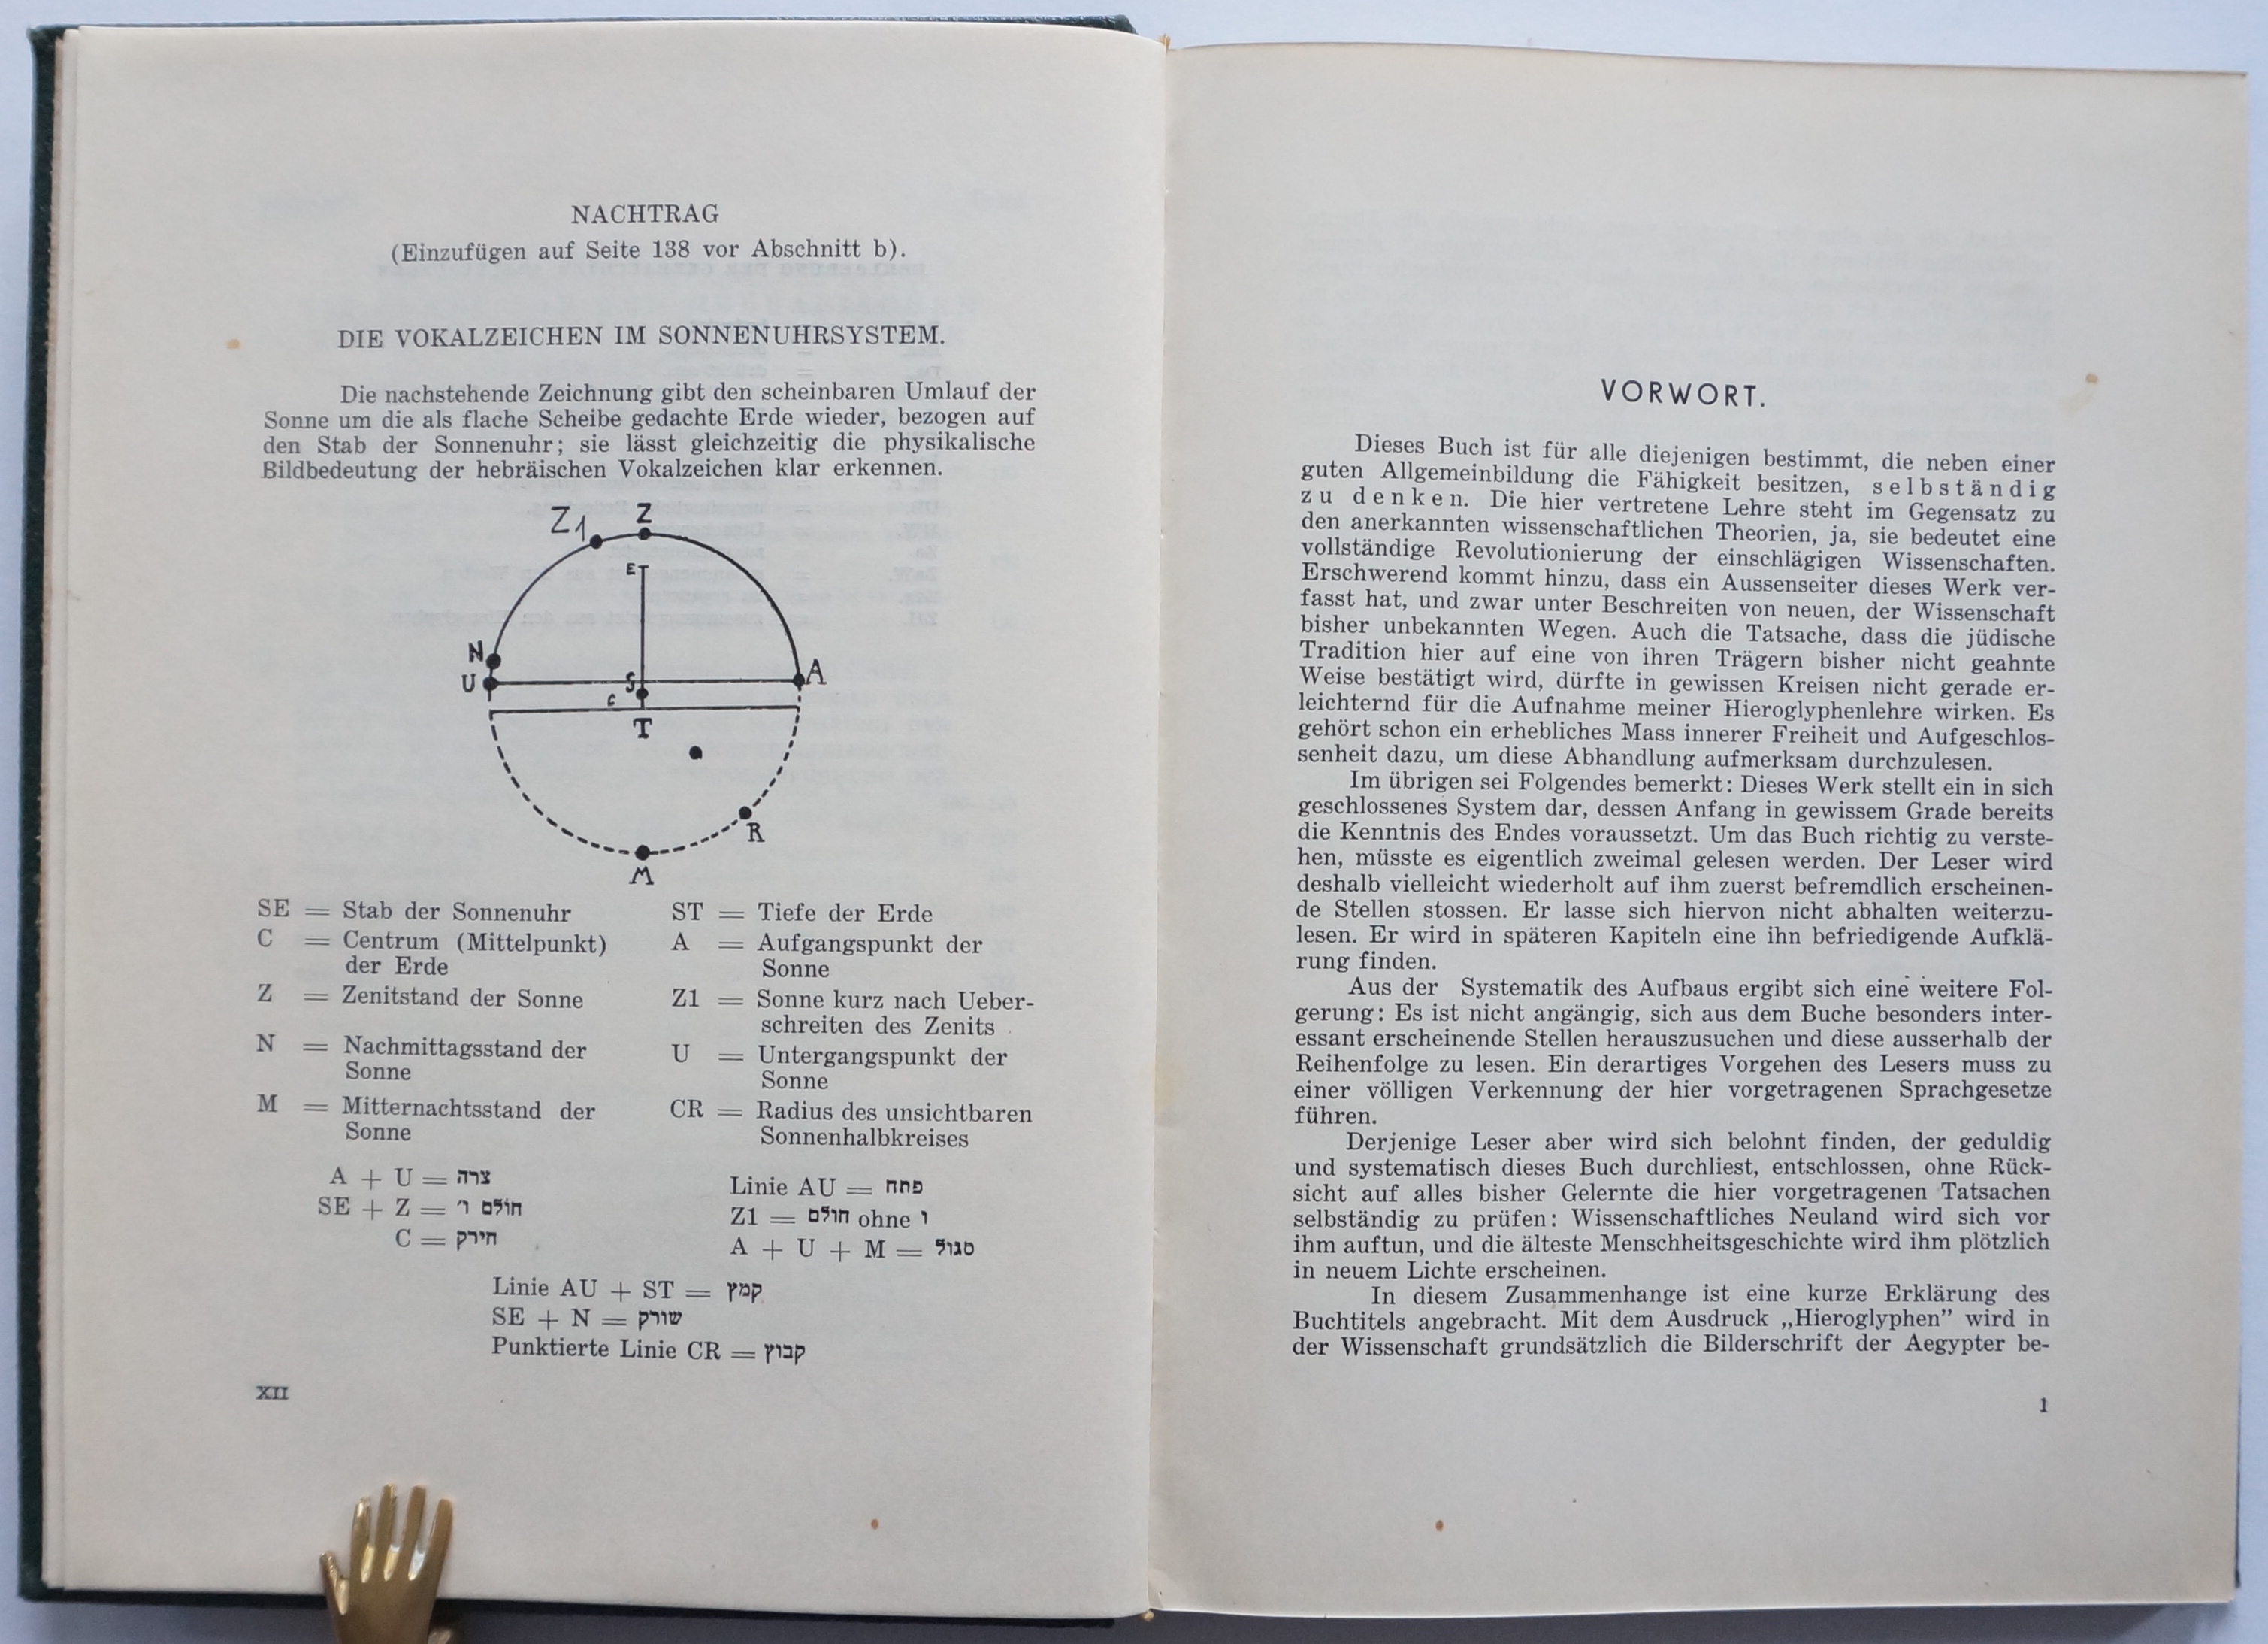 NACHTRAG
(Einzufügen auf Seite 138 vor Abschnitt b).
DIE VOKALZEICHEN IM SONNENUHRSYSTEM.
Die nachstehende Zeichnung gibt den scheinbaren Umlauf der
Sonne um die als flache Scheibe gedachte Erde wieder, bezogen auf
den Stab der Sonnenuhr; sie lässt gleichzeitig die physikalische
Bildbedeutung der hebräischen Vokalzeichen klar erkennen.
Z1 Z
E
N
U S A
C
T
R
M
SE = Stab der Sonnenuhr
C = Centrum (Mittelpunkt)
der Erde
Z = Zenitstand der Sonne
N = Nachmittagsstand der
Sonne
M = Mitternachtsstand der
Sonne
ST = Tiefe der Erde
A = Aufgangspunkt der
Sonne
Z1 = Sonne kurz nach Ueber-
schreiten des Zenits
U = Untergangspunkt der
Sonne
CR = Radius des unsichtbaren
Sonnenhalbkreises
A + U = צרה
SE + Z = חולם ו'
C = חירק
Linie AU = פתח
Z1 = חולם ohne ו
A + U + M = סגול
Linie AU + ST = קמץ
SE + N = שורק
Punktierte Linie CR = קבוץ
XII
VORWORT.
Dieses Buch ist für alle diejenigen bestimmt, die neben einer
guten Allgemeinbildung die Fähigkeit besitzen, selbständig
zu denken. Die hier vertretene Lehre steht im Gegensatz zu
den anerkannten wissenschaftlichen Theorien, ja, sie bedeutet eine
vollständige Revolutionierung der einschlägigen Wissenschaften.
Erschwerend kommt hinzu, dass ein Aussenseiter dieses Werk ver-
fasst hat, und zwar unter Beschreiten von neuen, der Wissenschaft
bisher unbekannten Wegen. Auch die Tatsache, dass die jüdische
Tradition hier auf eine von ihren Trägern bisher nicht geahnte
Weise bestätigt wird, dürfte in gewissen Kreisen nicht gerade er-
leichternd für die Aufnahme meiner Hieroglyphenlehre wirken. Es
gehört schon ein erhebliches Mass innerer Freiheit und Aufgeschlos-
senheit dazu, um diese Abhandlung aufmerksam durchzulesen.
Im übrigen sei Folgendes bemerkt: Dieses Werk stellt ein in sich
geschlossenes System dar, dessen Anfang in gewissem Grade bereits
die Kenntnis des Endes voraussetzt. Um das Buch richtig zu verste-
hen, müsste es eigentlich zweimal gelesen werden. Der Leser wird
deshalb vielleicht wiederholt auf ihm zuerst befremdlich erscheinen-
de Stellen stossen. Er lasse sich hiervon nicht abhalten weiterzu-
lesen. Er wird in späteren Kapiteln eine ihn befriedigende Aufklä-
rung finden.
Aus der Systematik des Aufbaus ergibt sich eine weitere Fol-
gerung: Es ist nicht angängig, sich aus dem Buche besonders inter-
essant erscheinende Stellen herauszusuchen und diese ausserhalb der
Reihenfolge zu lesen. Ein derartiges Vorgehen des Lesers muss zu
einer völligen Verkennung der hier vorgetragenen Sprachgesetze
führen.
Derjenige Leser aber wird sich belohnt finden, der geduldig
und systematisch dieses Buch durchliest, entschlossen, ohne Rück-
sicht auf alles bisher Gelernte die hier vorgetragenen Tatsachen
selbständig zu prüfen: Wissenschaftliches Neuland wird sich vor
ihm auftun, und die älteste Menschheitsgeschichte wird ihm plötzlich
in neuem Lichte erscheinen.
In diesem Zusammenhange ist eine kurze Erklärung des
Buchtitels angebracht. Mit dem Ausdruck „Hieroglyphen” wird in
der Wissenschaft grundsätzlich die Bilderschrift der Aegypter be-
1